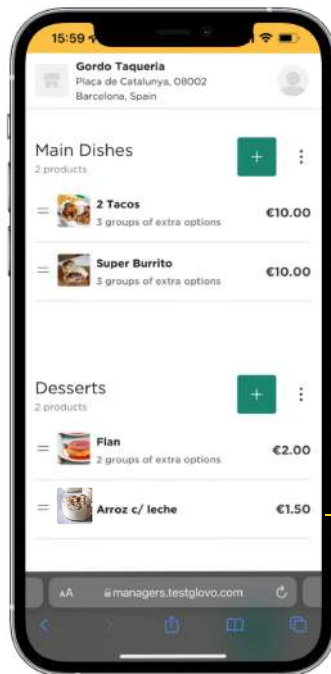 15:59
Gordo Taqueria
Plaça de Catalunya, 08002
Barcelona, Spain
Main Dishes
2 products
+
2 Tacos
3 groups of extra options
€10.00
Super Burrito
3 groups of extra options
€10.00
Desserts
2 products
+
Flan
2 groups of extra options
€2.00
Arroz c/ leche
€1.50
AA
managers.testglovo.com